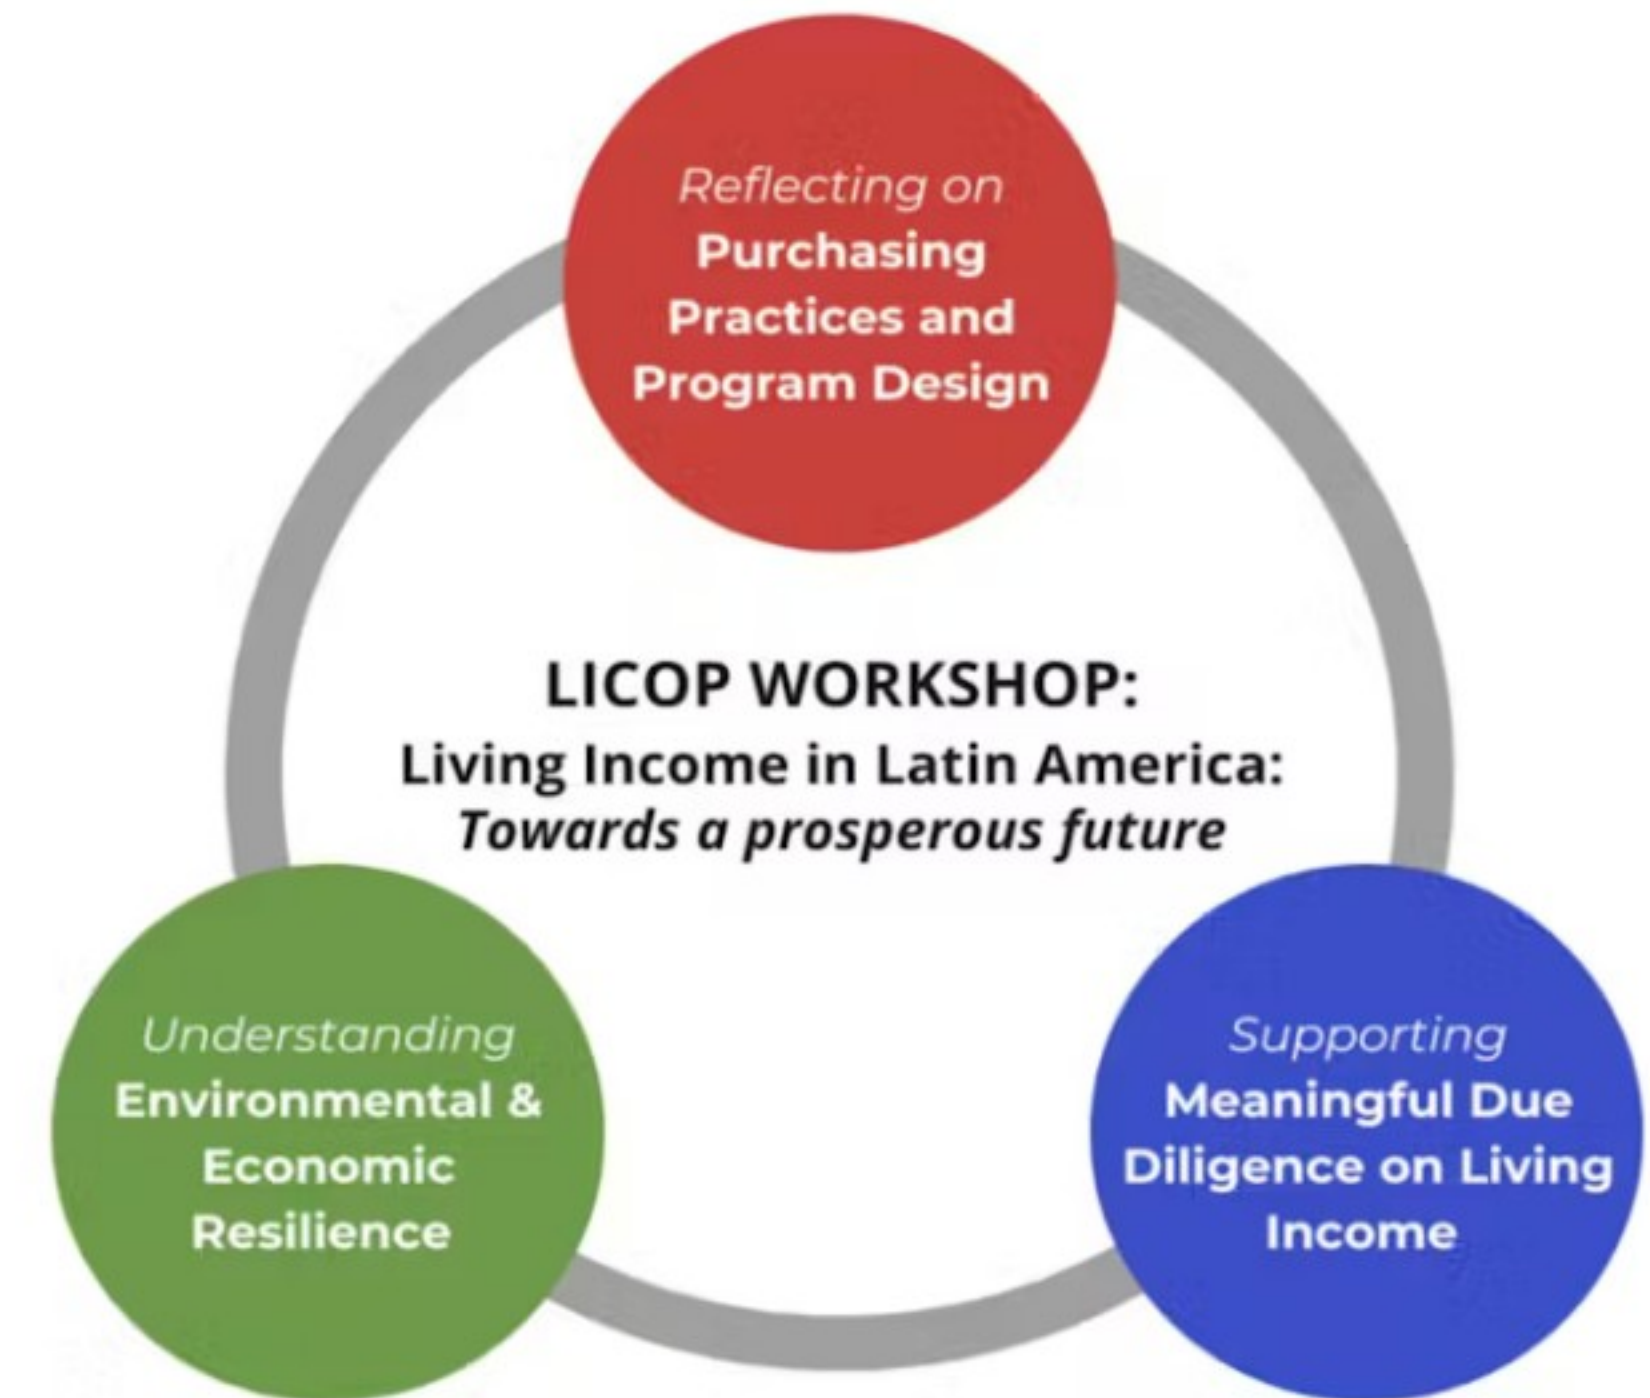 Reflecting on
Purchasing
Practices and
Program Design
LICOP WORKSHOP:
Living Income in Latin America:
Towards a prosperous future
Understanding
Environmental &
Economic
Resilience
Supporting
Meaningful Due
Diligence on Living
Income